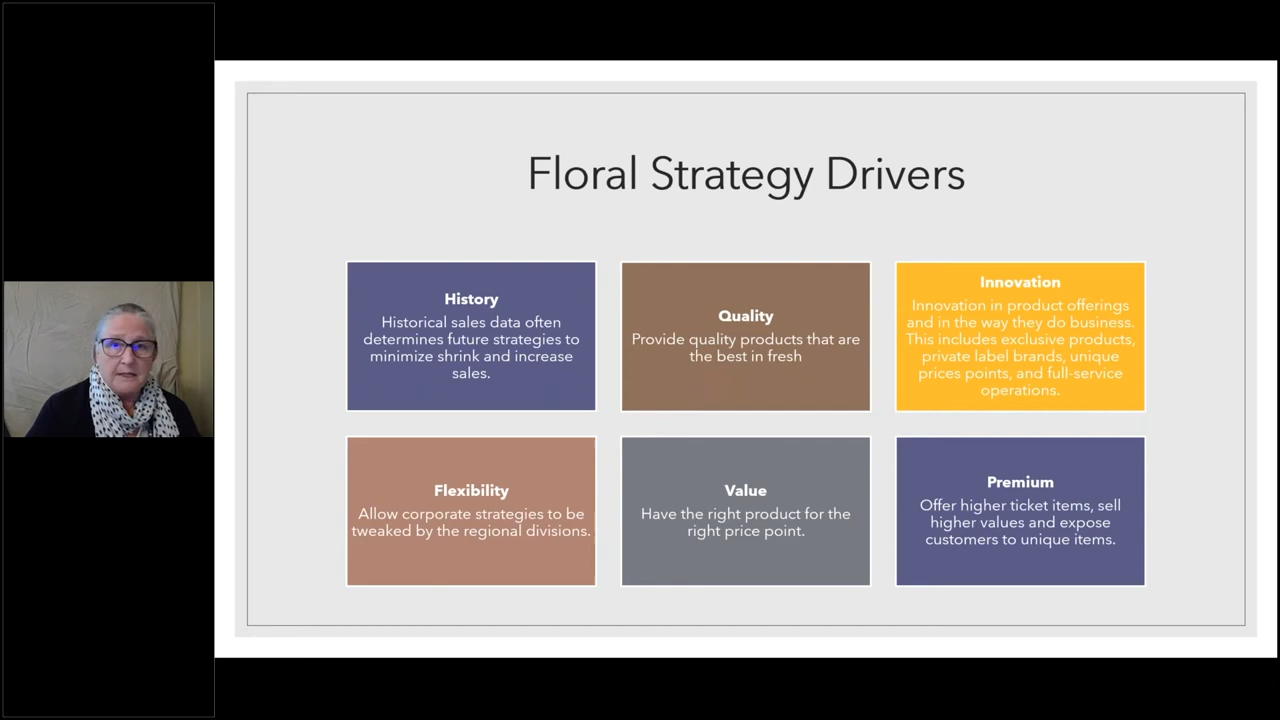 Floral Strategy Drivers
History
Historical sales data often
determines future strategies to
minimize shrink and increase
sales.
Quality
Provide quality products that are
the best in fresh
Innovation
Innovation in product offerings
and in the way they do business.
This includes exclusive products,
private label brands, unique
prices points, and full-service
operations.
Flexibility
Allow corporate strategies to be
tweaked by the regional divisions.
Value
Have the right product for the
right price point.
Premium
Offer higher ticket items, sell
higher values and expose
customers to unique items.